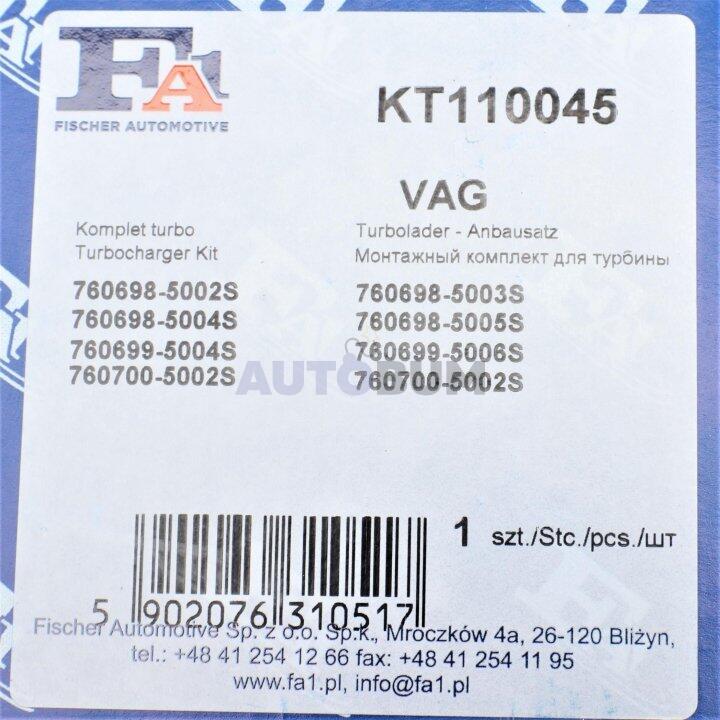 FA1
FISCHER AUTOMOTIVE
KT110045
VAG
Komplet turbo
Turbocharger Kit
Turbolader - Anbausatz
Монтажный комплект для турбины
760698-5002S 760698-5003S
760698-5004S 760698-5005S
760699-5004S 760699-5006S
760700-5002S 760700-5002S
AUTOBUM
1 szt./Stc./pcs./шт
5 902076 310517
Fischer Automotive Sp. z o.o. Sp.k., Mroczków 4a, 26-120 Bliżyn,
tel.: +48 41 254 12 66 fax: +48 41 254 11 95
www.fa1.pl, info@fa1.pl